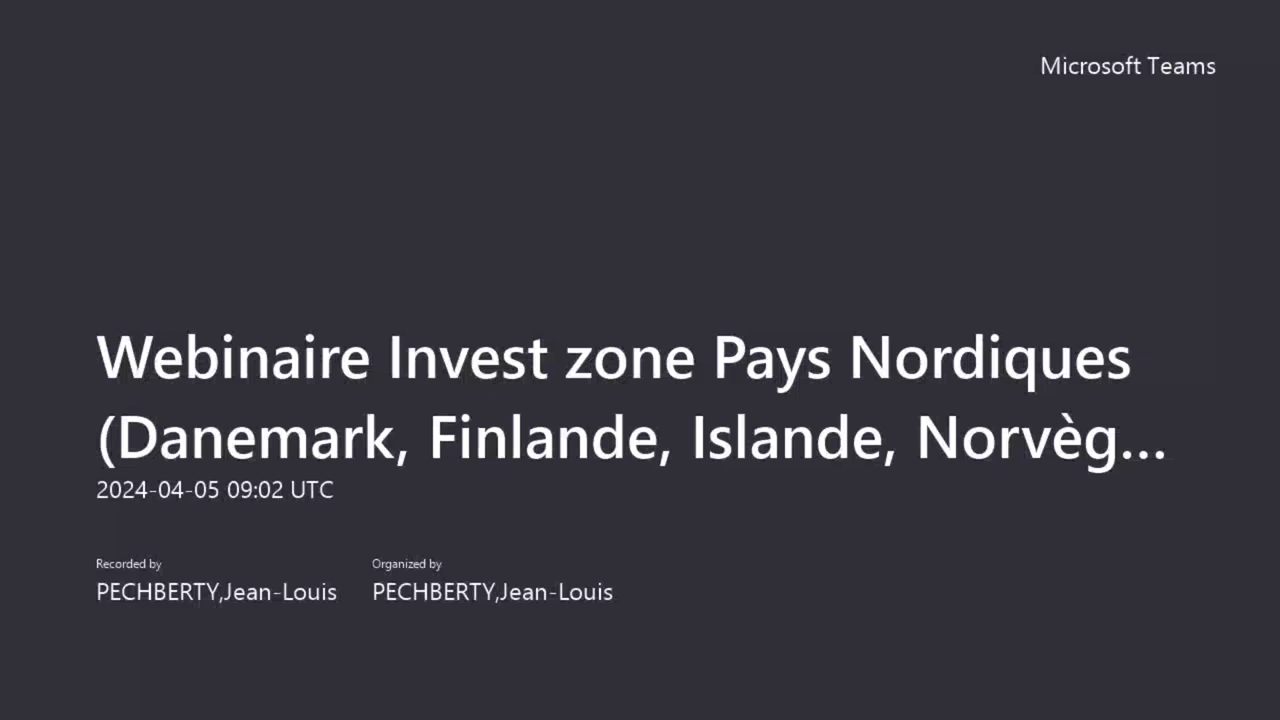 Microsoft Teams
Webinaire Invest zone Pays Nordiques
(Danemark, Finlande, Islande, Norvèg...
2024-04-05 09:02 UTC
Recorded by
PECHBERTY,Jean-Louis
Organized by
PECHBERTY,Jean-Louis